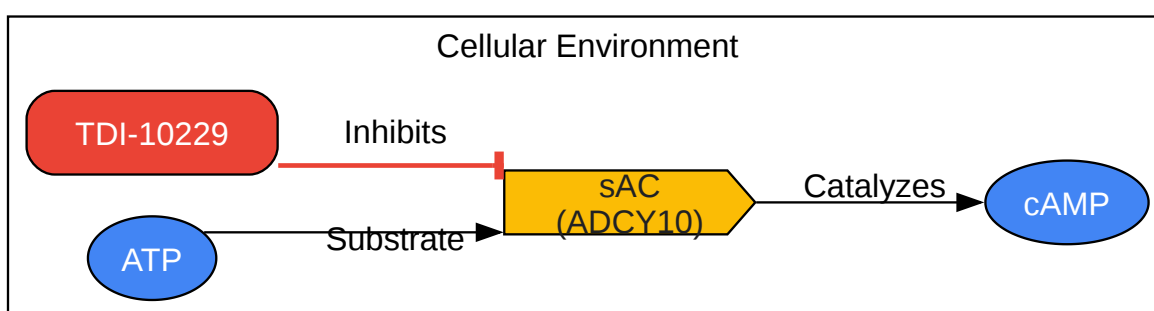 Cellular Environment
TDI-10229
Inhibits
sAC
(ADCY10)
Catalyzes
cAMP
Substrate
ATP